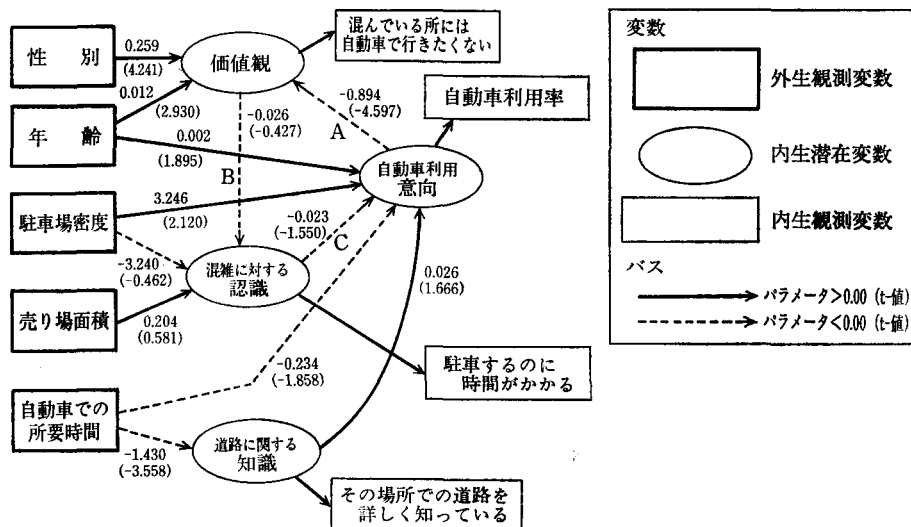 性 別
年 齢
駐車場密度
売り場面積
自動車での
所要時間
0.259
(4.241)
0.012
(2.930)
0.002
(1.895)
3.246
(2.120)
-3.240
(-0.462)
0.204
(0.581)
-0.234
(-1.858)
-1.430
(-3.558)
価値観
-0.026
(-0.427)
A
B
C
-0.894
(-4.597)
-0.023
(-1.550)
0.026
(1.666)
混雑に対する
認識
道路に関する
知識
自動車利用
意向
混んでいる所には
自動車で行きたくない
自動車利用率
駐車するのに
時間がかかる
その場所での道路を
詳しく知っている
変数
外生観測変数
内生潜在変数
内生観測変数
パス
パラメータ>0.00 (t-値)
パラメータ<0.00 (t-値)